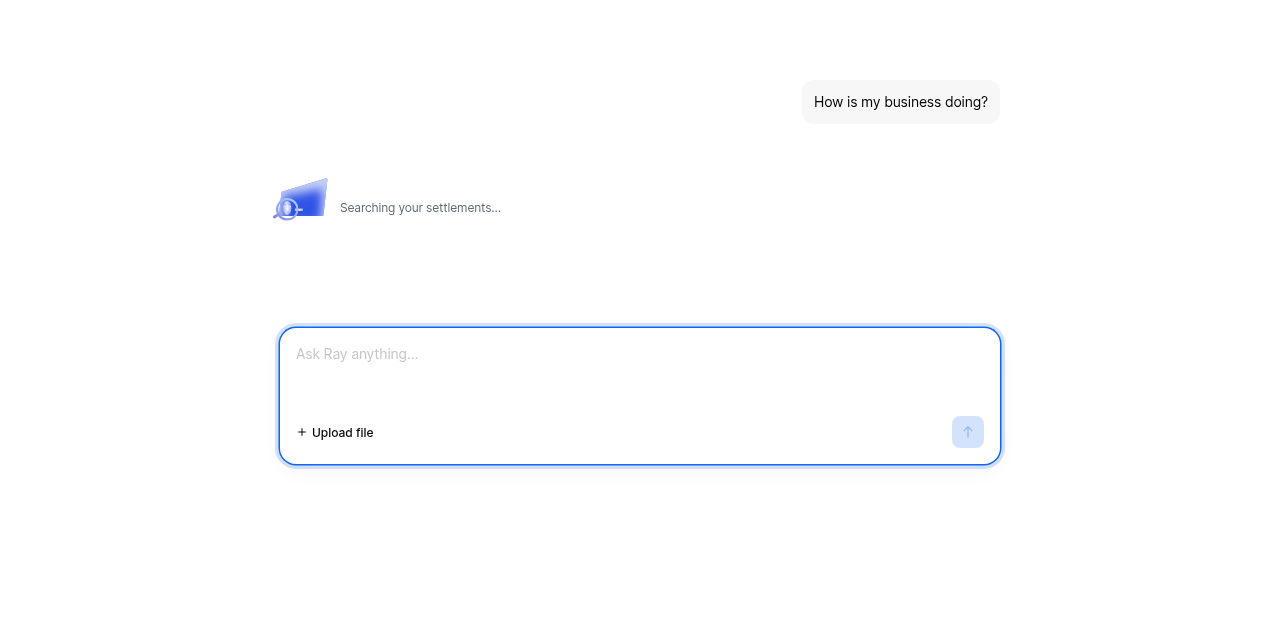 How is my business doing?
Searching your settlements...
Ask Ray anything...
+ Upload file